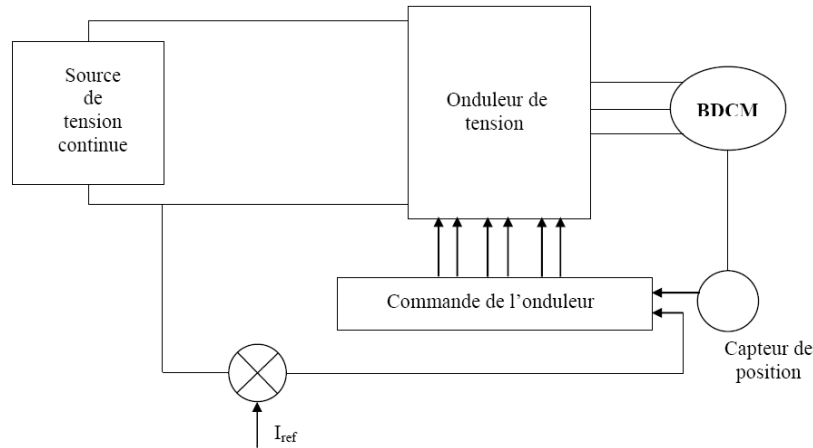 Source
de
tension
continue
Onduleur de
tension
BDCM
Commande de l'onduleur
Capteur de
position
I_ref